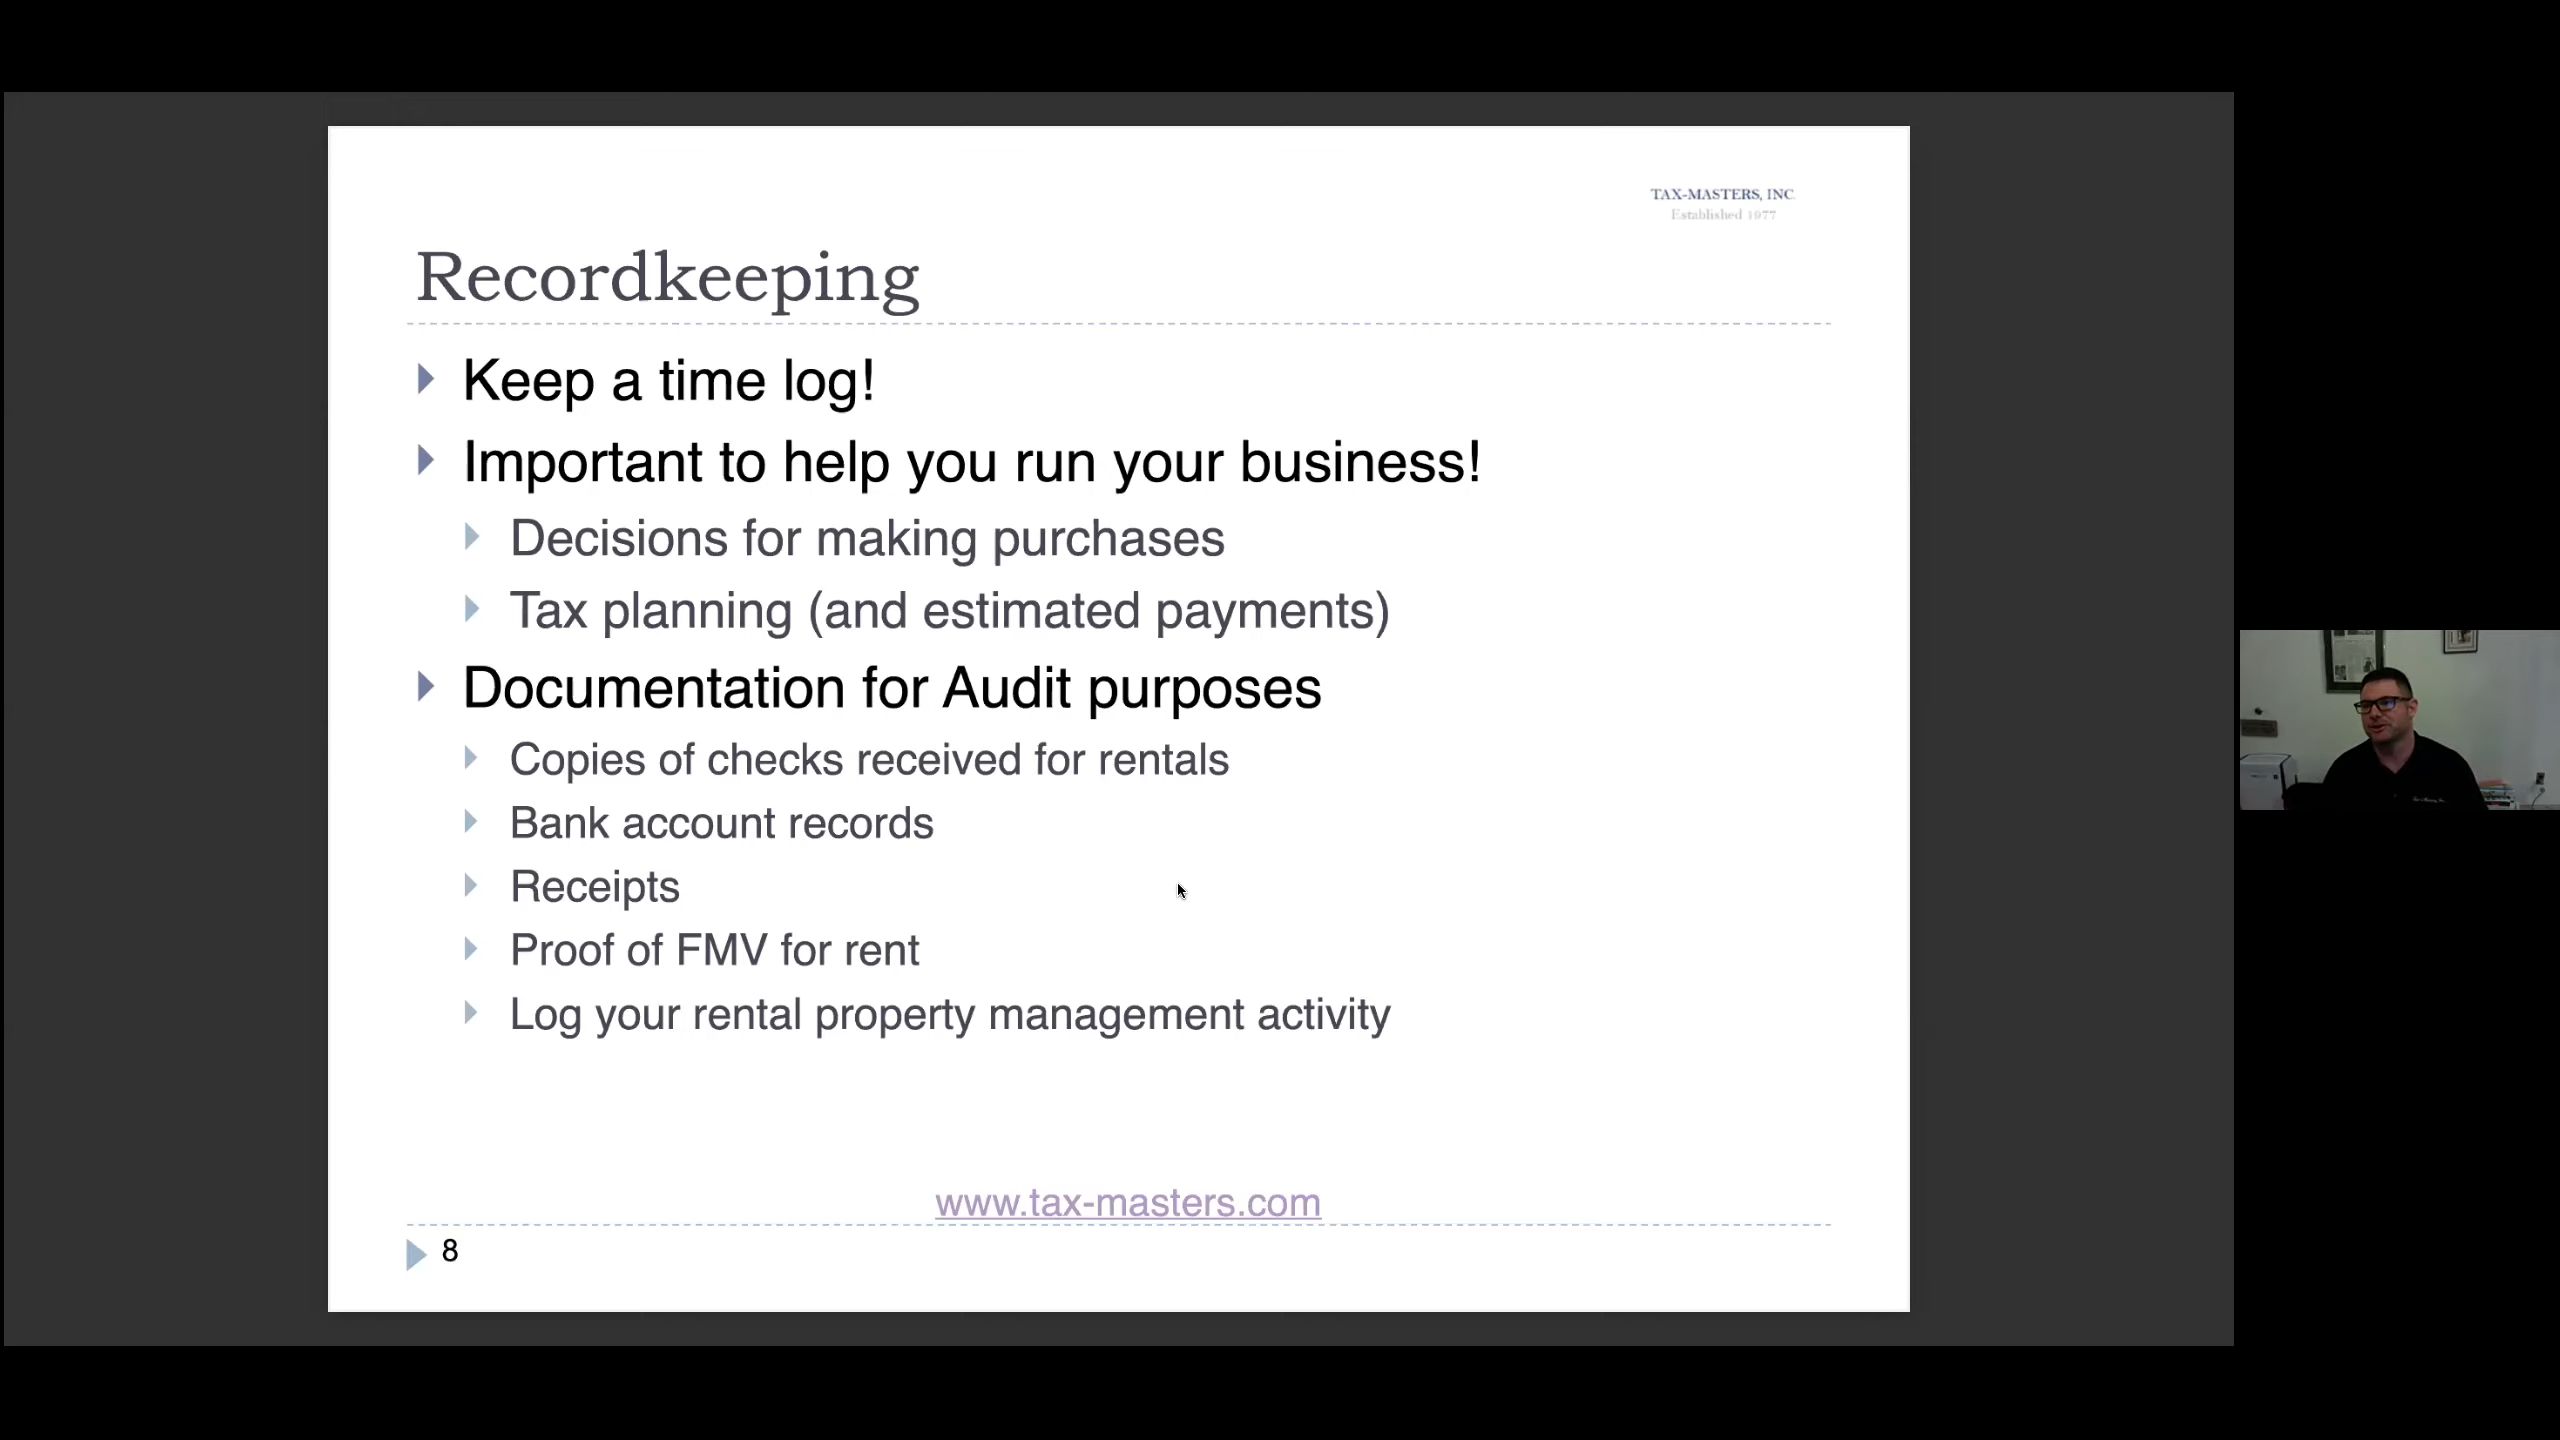 TAX-MASTERS, INC.
Established 1977
Recordkeeping
Keep a time log!
Important to help you run your business!
Decisions for making purchases
Tax planning (and estimated payments)
Documentation for Audit purposes
Copies of checks received for rentals
Bank account records
Receipts
Proof of FMV for rent
Log your rental property management activity
www.tax-masters.com
8